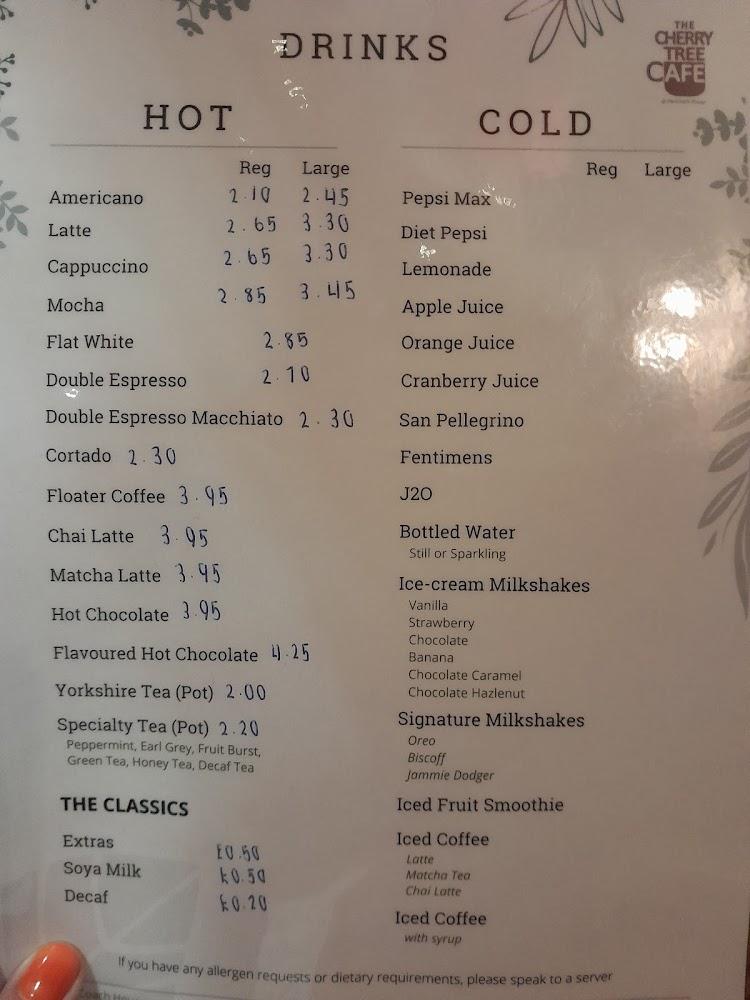 DRINKS
THE
CHERRY
TREE
CAFE
HOT
Reg Large
Americano 2.10 2.45
Latte 2.65 3.30
Cappuccino 2.65 3.30
Mocha 2.85 3.45
Flat White 2.85
Double Espresso 2.10
Double Espresso Macchiato 2.30
Cortado 2.30
Floater Coffee 3.95
Chai Latte 3.95
Matcha Latte 3.95
Hot Chocolate 3.95
Flavoured Hot Chocolate 4.25
Yorkshire Tea (Pot) 2.00
Specialty Tea (Pot) 2.20
Peppermint, Earl Grey, Fruit Burst,
Green Tea, Honey Tea, Decaf Tea
THE CLASSICS
Extras £0.50
Soya Milk £0.50
Decaf £0.20
COLD
Reg Large
Pepsi Max
Diet Pepsi
Lemonade
Apple Juice
Orange Juice
Cranberry Juice
San Pellegrino
Fentimens
J2O
Bottled Water
Still or Sparkling
Ice-cream Milkshakes
Vanilla
Strawberry
Chocolate
Banana
Chocolate Caramel
Chocolate Hazlenut
Signature Milkshakes
Oreo
Biscoff
Jammie Dodger
Iced Fruit Smoothie
Iced Coffee
Latte
Matcha Tea
Chai Latte
Iced Coffee
with syrup
If you have any allergen requests or dietary requirements, please speak to a server